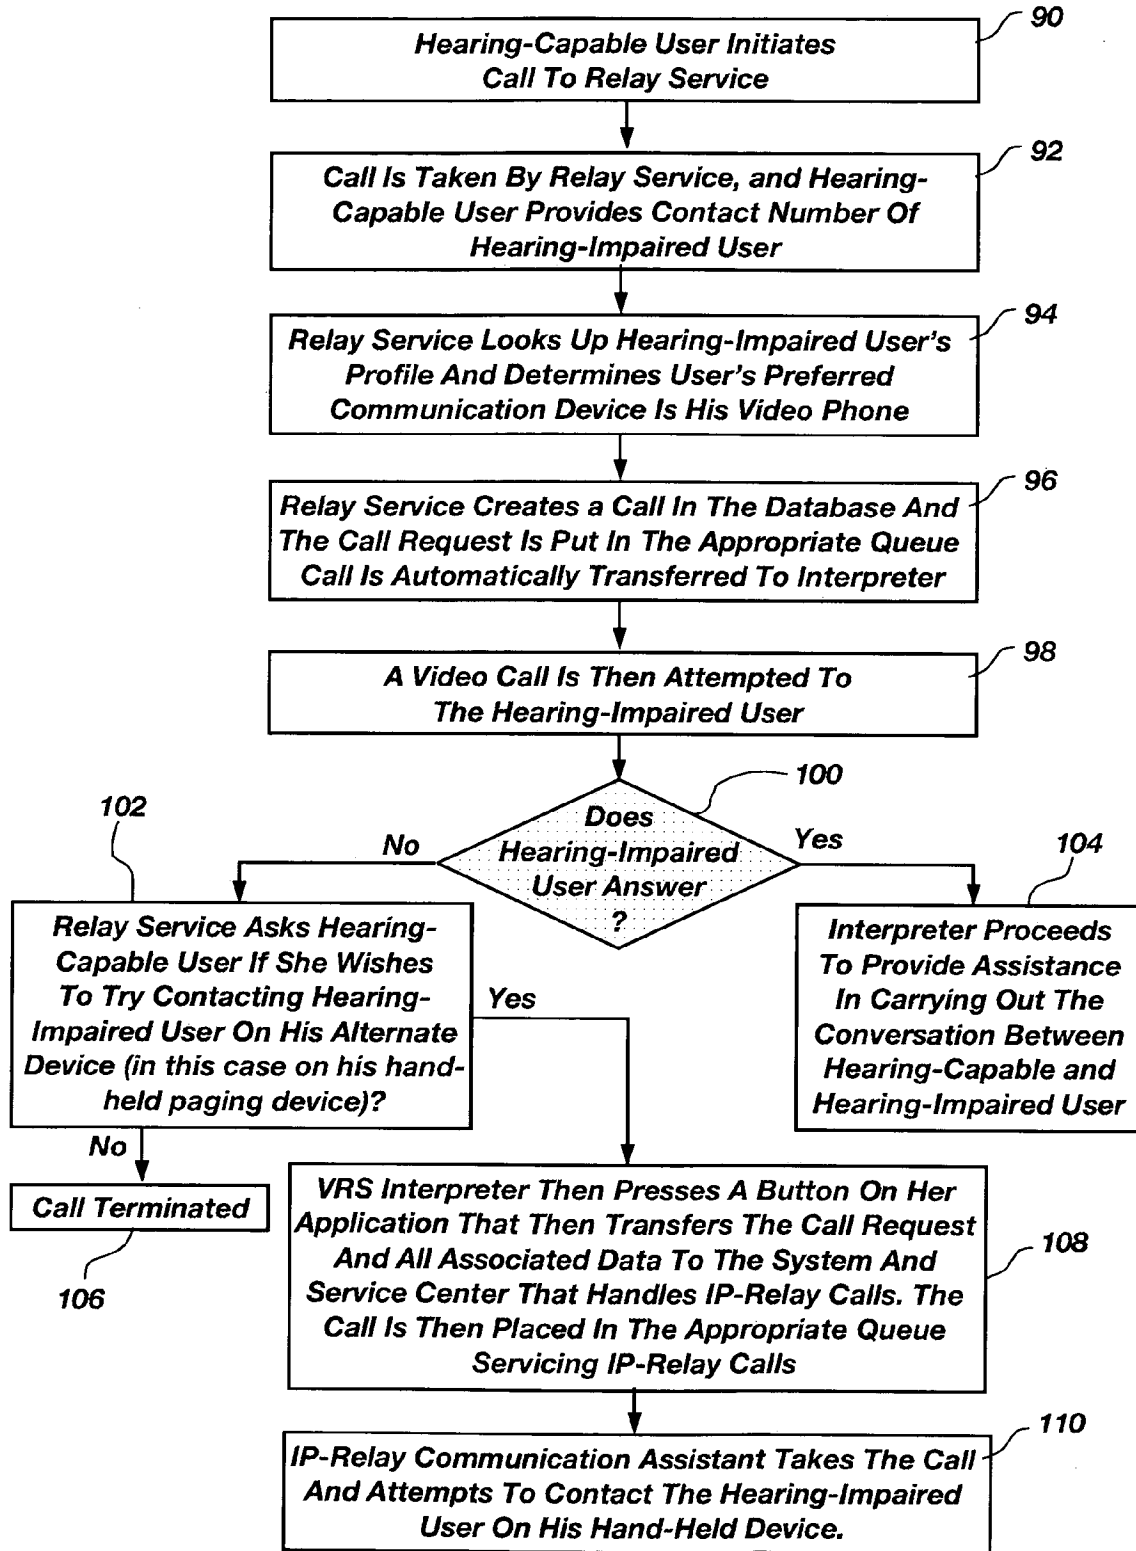 90
Hearing-Capable User Initiates
Call To Relay Service
92
Call Is Taken By Relay Service, and Hearing-
Capable User Provides Contact Number Of
Hearing-Impaired User
94
Relay Service Looks Up Hearing-Impaired User's
Profile And Determines User's Preferred
Communication Device Is His Video Phone
96
Relay Service Creates a Call In The Database And
The Call Request Is Put In The Appropriate Queue
Call Is Automatically Transferred To Interpreter
98
A Video Call Is Then Attempted To
The Hearing-Impaired User
100
Does
Hearing-Impaired
User Answer
?
No
Yes
102
Relay Service Asks Hearing-
Capable User If She Wishes
To Try Contacting Hearing-
Impaired User On His Alternate
Device (in this case on his hand-
held paging device)?
104
Interpreter Proceeds
To Provide Assistance
In Carrying Out The
Conversation Between
Hearing-Capable and
Hearing-Impaired User
Yes
No
Call Terminated
106
VRS Interpreter Then Presses A Button On Her
Application That Then Transfers The Call Request
And All Associated Data To The System And
Service Center That Handles IP-Relay Calls. The
Call Is Then Placed In The Appropriate Queue
Servicing IP-Relay Calls
108
110
IP-Relay Communication Assistant Takes The Call
And Attempts To Contact The Hearing-Impaired
User On His Hand-Held Device.